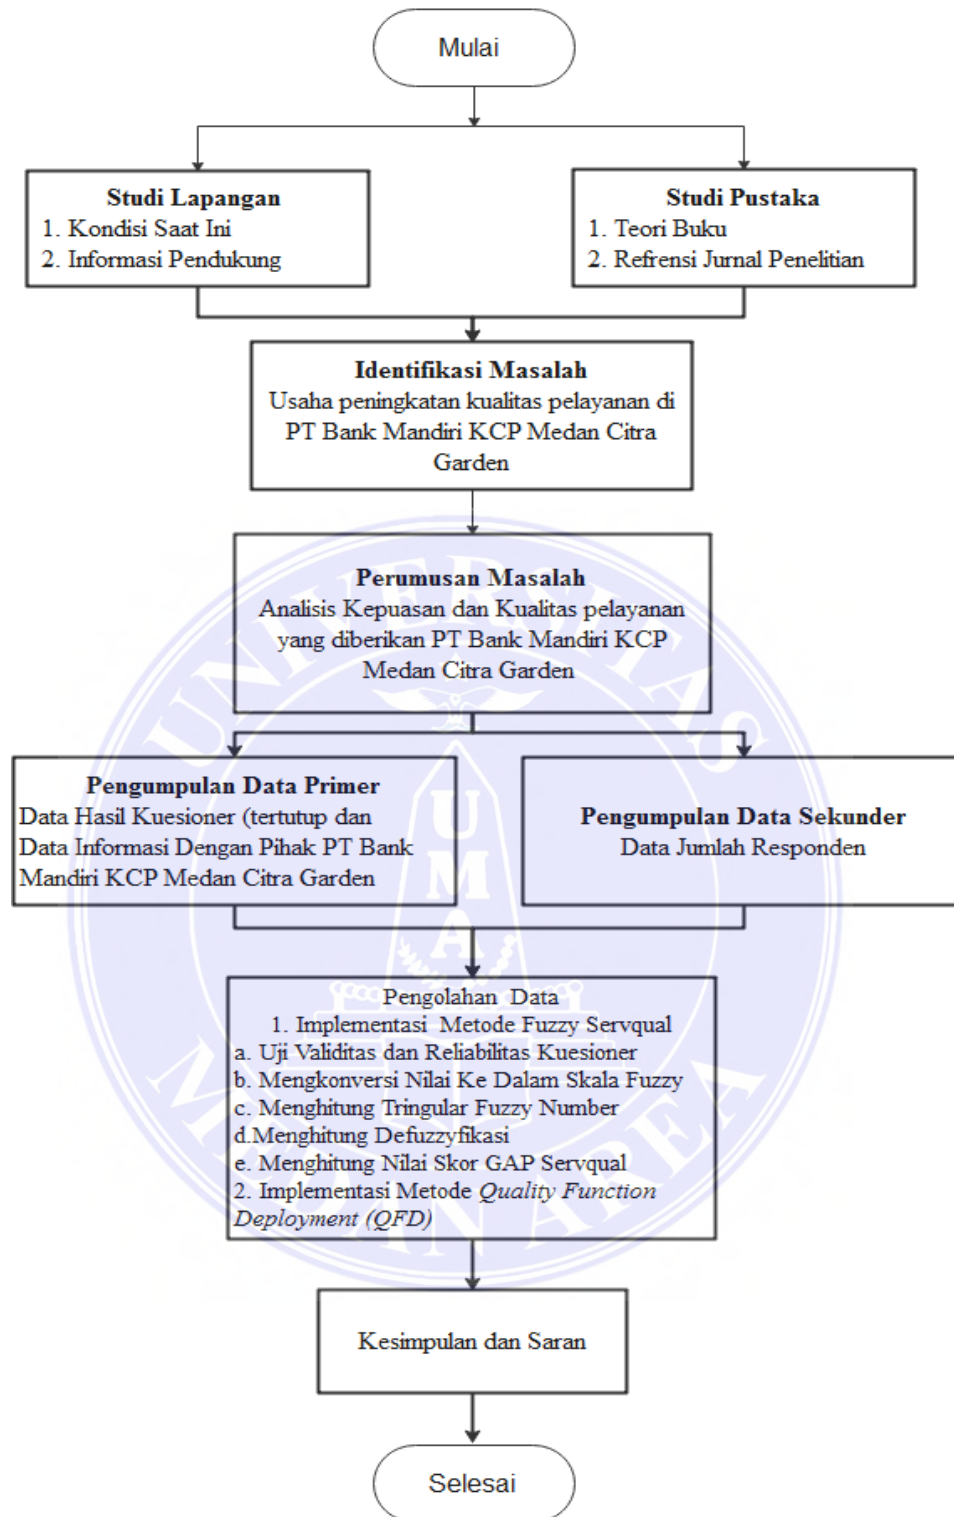 Mulai
Studi Lapangan
1. Kondisi Saat Ini
2. Informasi Pendukung
Studi Pustaka
1. Teori Buku
2. Refrensi Jurnal Penelitian
Identifikasi Masalah
Usaha peningkatan kualitas pelayanan di
PT Bank Mandiri KCP Medan Citra
Garden
Perumusan Masalah
Analisis Kepuasan dan Kualitas pelayanan
yang diberikan PT Bank Mandiri KCP
Medan Citra Garden
Pengumpulan Data Primer
Data Hasil Kuesioner (tertutup dan
Data Informasi Dengan Pihak PT Bank
Mandiri KCP Medan Citra Garden
Pengumpulan Data Sekunder
Data Jumlah Responden
Pengolahan Data
1. Implementasi Metode Fuzzy Servqual
a. Uji Validitas dan Reliabilitas Kuesioner
b. Mengkonversi Nilai Ke Dalam Skala Fuzzy
c. Menghitung Tringular Fuzzy Number
d.Menghitung Defuzzyfikasi
e. Menghitung Nilai Skor GAP Servqual
2. Implementasi Metode Quality Function
Deployment (QFD)
Kesimpulan dan Saran
Selesai
UNIVERSITAS
MEDAN AREA
UMA